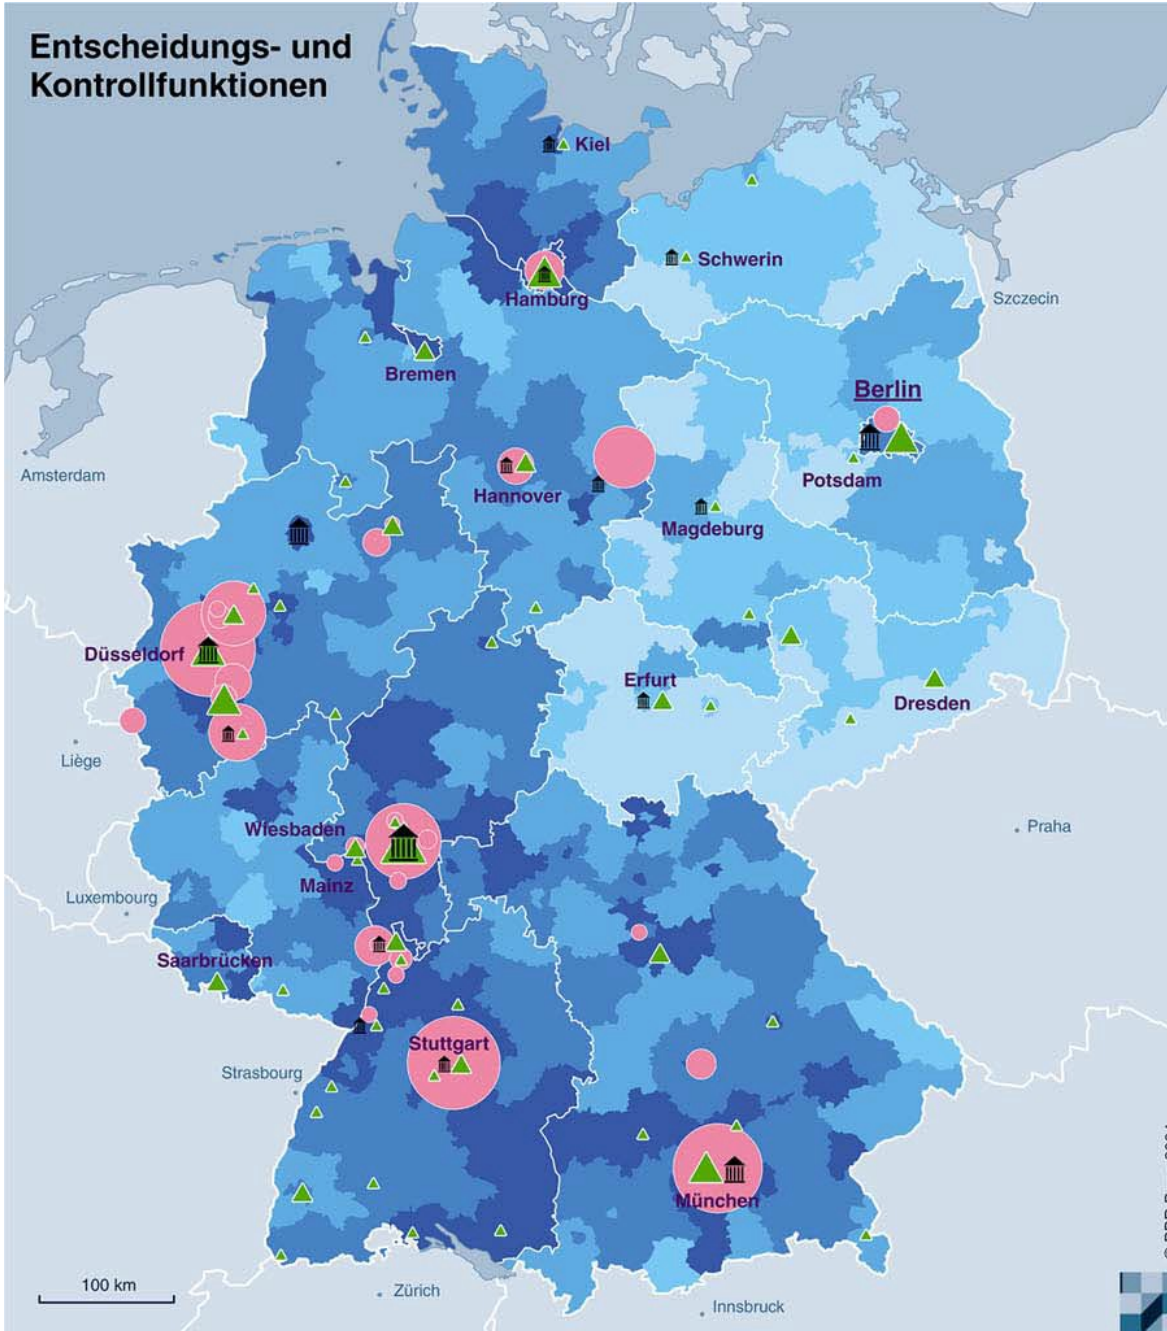 Entscheidungs- und
Kontrollfunktionen
Kiel
Schwerin
Hamburg
Szczecin
Bremen
Berlin
Amsterdam
Hannover
Potsdam
Magdeburg
Düsseldorf
Erfurt
Dresden
Liège
Wiesbaden
Praha
Mainz
Luxembourg
Saarbrücken
Stuttgart
Strasbourg
München
100 km
Zürich
Innsbruck